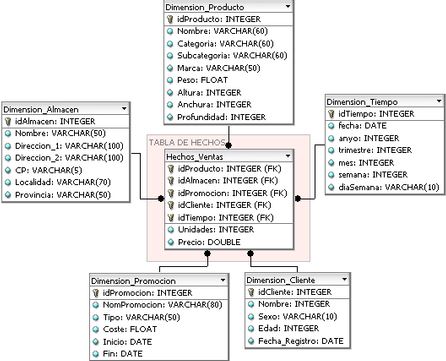 Dimension_Producto
idProducto: INTEGER
Nombre: VARCHAR(60)
Categoria: VARCHAR(60)
Subcategoria: VARCHAR(60)
Marca: VARCHAR(50)
Peso: FLOAT
Altura: INTEGER
Anchura: INTEGER
Profundidad: INTEGER
Dimension_Almacen
idAlmacen: INTEGER
Nombre: VARCHAR(50)
Direccion_1: VARCHAR(100)
Direccion_2: VARCHAR(100)
CP: VARCHAR(5)
Localidad: VARCHAR(70)
Provincia: VARCHAR(50)
Dimension_Tiempo
idTiempo: INTEGER
fecha: DATE
anyo: INTEGER
trimestre: INTEGER
mes: INTEGER
semana: INTEGER
diaSemana: VARCHAR(10)
TABLA DE HECHOS
Hechos_Ventas
idProducto: INTEGER (FK)
idAlmacen: INTEGER (FK)
idPromocion: INTEGER (FK)
idCliente: INTEGER (FK)
idTiempo: INTEGER (FK)
Unidades: INTEGER
Precio: DOUBLE
Dimension_Promocion
idPromocion: INTEGER
NomPromocion: VARCHAR(80)
Tipo: VARCHAR(50)
Coste: FLOAT
Inicio: DATE
Fin: DATE
Dimension_Cliente
idCliente: INTEGER
Nombre: INTEGER
Sexo: VARCHAR(10)
Edad: INTEGER
Fecha_Registro: DATE